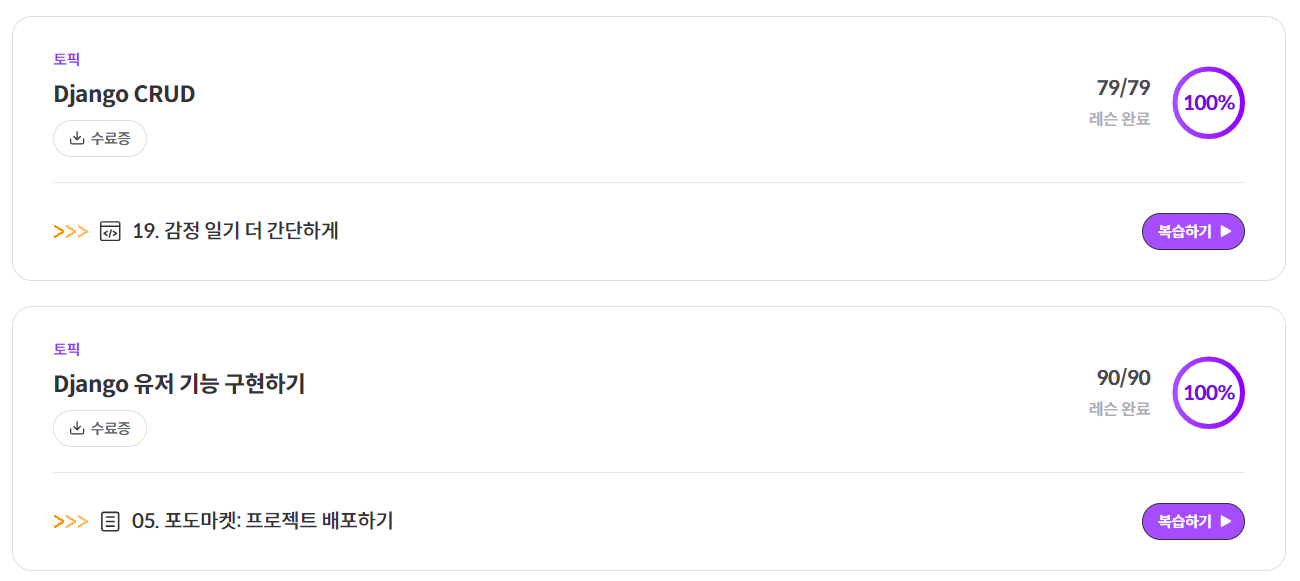 토픽
Django CRUD
수료증
79/79
레슨 완료
100%
>>> 19. 감정 일기 더 간단하게
복습하기
토픽
Django 유저 기능 구현하기
수료증
90/90
레슨 완료
100%
>>> 05. 포도마켓: 프로젝트 배포하기
복습하기